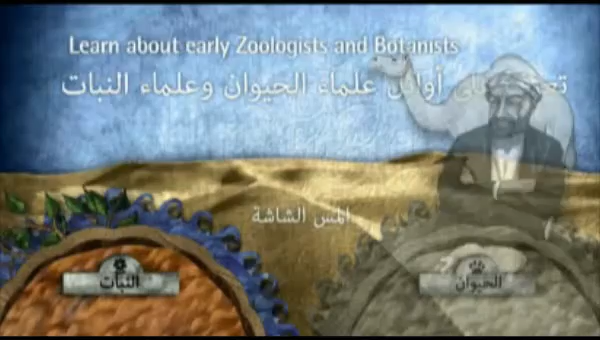 Learn about early Zoologists and Botanists
أوائل علماء الحيوان وعلماء النبات
المس الشاشة
النبات
الحيوان